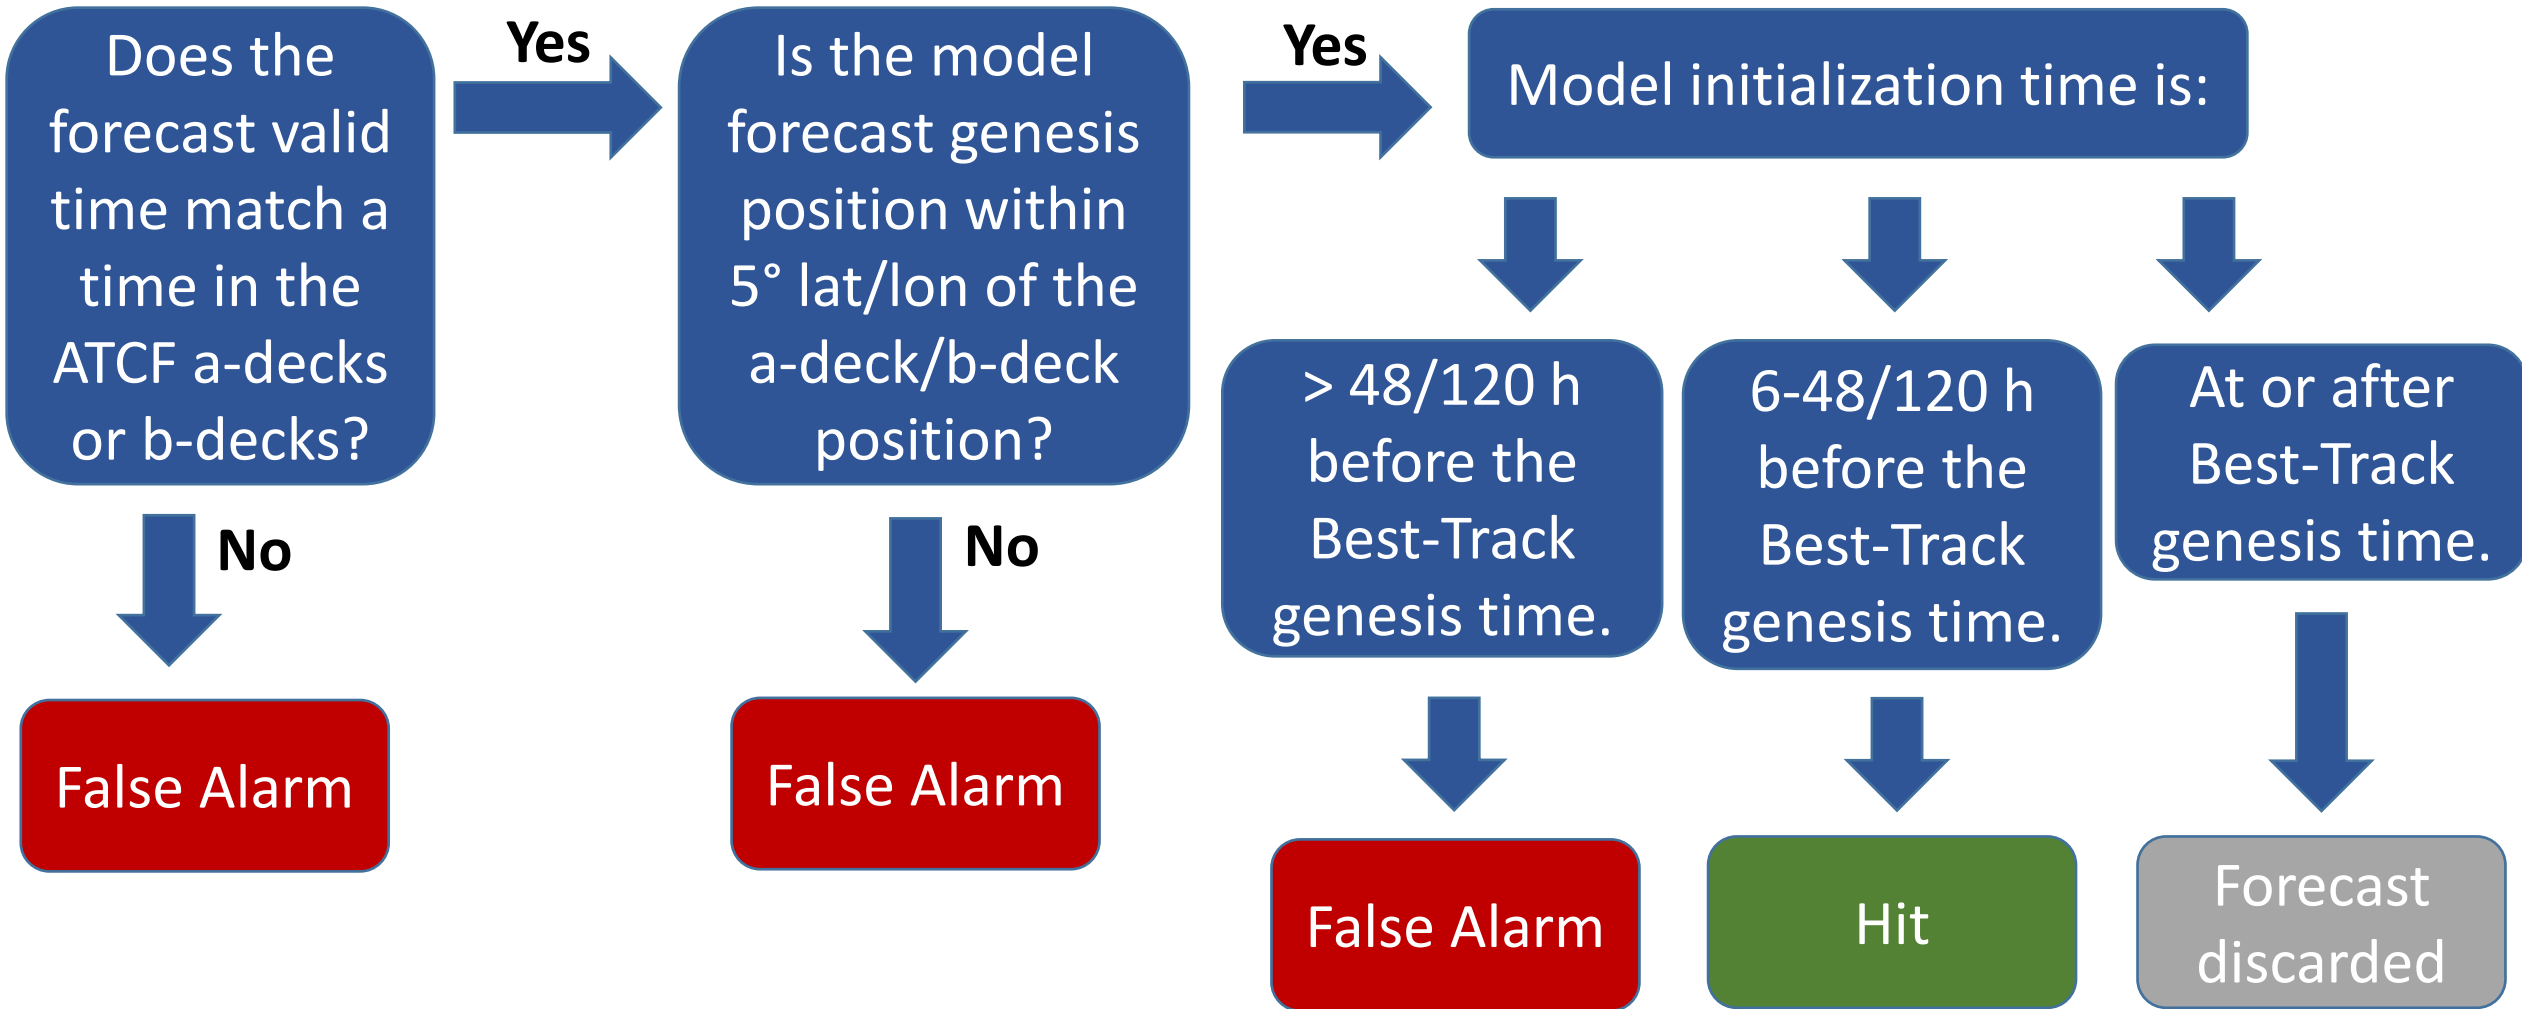 Does the
forecast valid
time match a
time in the
ATCF a-decks
or b-decks?
Yes
No
False Alarm
Is the model
forecast genesis
position within
5° lat/lon of the
a-deck/b-deck
position?
Yes
No
False Alarm
Model initialization time is:
> 48/120 h
before the
Best-Track
genesis time.
False Alarm
6-48/120 h
before the
Best-Track
genesis time.
Hit
At or after
Best-Track
genesis time.
Forecast
discarded